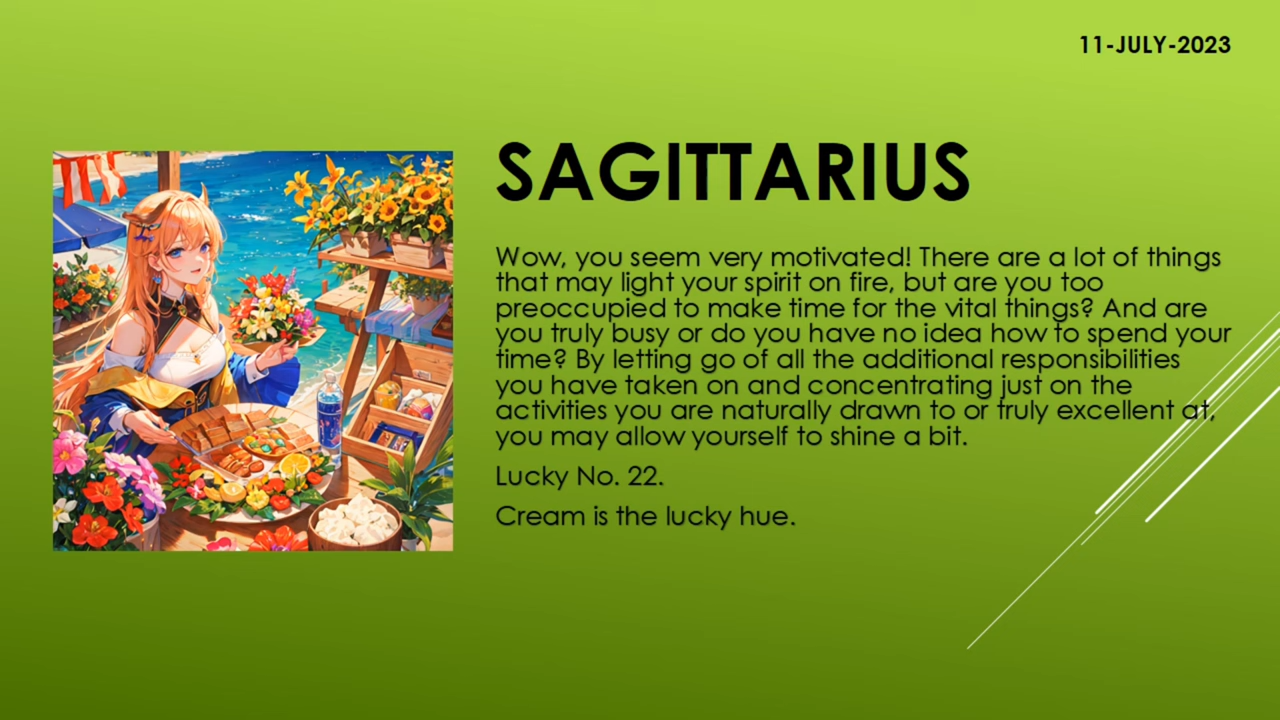 11-JULY-2023
SAGITTARIUS
Wow, you seem very motivated! There are a lot of things
that may light your spirit on fire, but are you too
preoccupied to make time for the vital things? And are
you truly busy or do you have no idea how to spend your
time? By letting go of all the additional responsibilities
you have taken on and concentrating just on the
activities you are naturally drawn to or truly excellent at,
you may allow yourself to shine a bit.
Lucky No. 22.
Cream is the lucky hue.